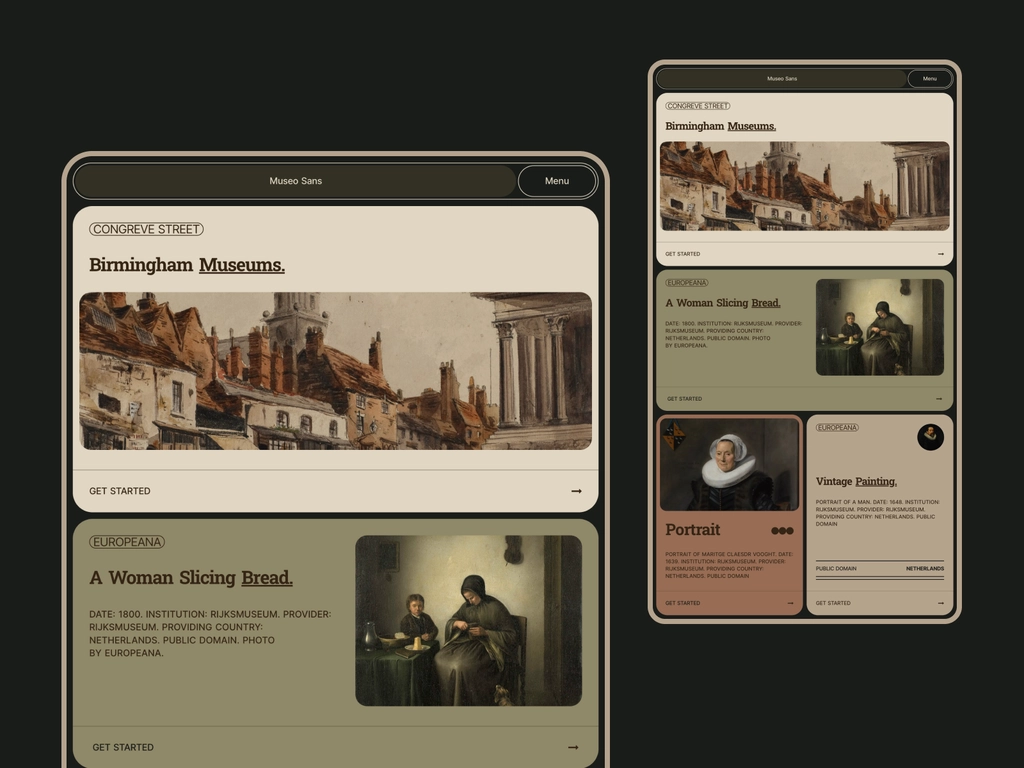 Museo Sans
Menu
CONGREVE STREET
Birmingham Museums.
GET STARTED
EUROPEANA
A Woman Slicing Bread.
DATE: 1800. INSTITUTION: RIJKSMUSEUM. PROVIDER:
RIJKSMUSEUM. PROVIDING COUNTRY:
NETHERLANDS. PUBLIC DOMAIN. PHOTO
BY EUROPEANA.
GET STARTED
Museo Sans
Menu
CONGREVE STREET
Birmingham Museums.
GET STARTED
EUROPEANA
A Woman Slicing Bread.
DATE: 1800. INSTITUTION: RIJKSMUSEUM. PROVIDER:
RIJKSMUSEUM. PROVIDING COUNTRY:
NETHERLANDS. PUBLIC DOMAIN. PHOTO
BY EUROPEANA.
GET STARTED
Portrait
PORTRAIT OF MARITGE CLAESDR VOOGHT. DATE:
1639. INSTITUTION: RIJKSMUSEUM. PROVIDER:
RIJKSMUSEUM. PROVIDING COUNTRY:
NETHERLANDS. PUBLIC DOMAIN
GET STARTED
EUROPEANA
Vintage Painting.
PORTRAIT OF A MAN. DATE: 1648. INSTITUTION:
RIJKSMUSEUM. PROVIDER: RIJKSMUSEUM.
PROVIDING COUNTRY: NETHERLANDS. PUBLIC
DOMAIN
PUBLIC DOMAIN NETHERLANDS
GET STARTED